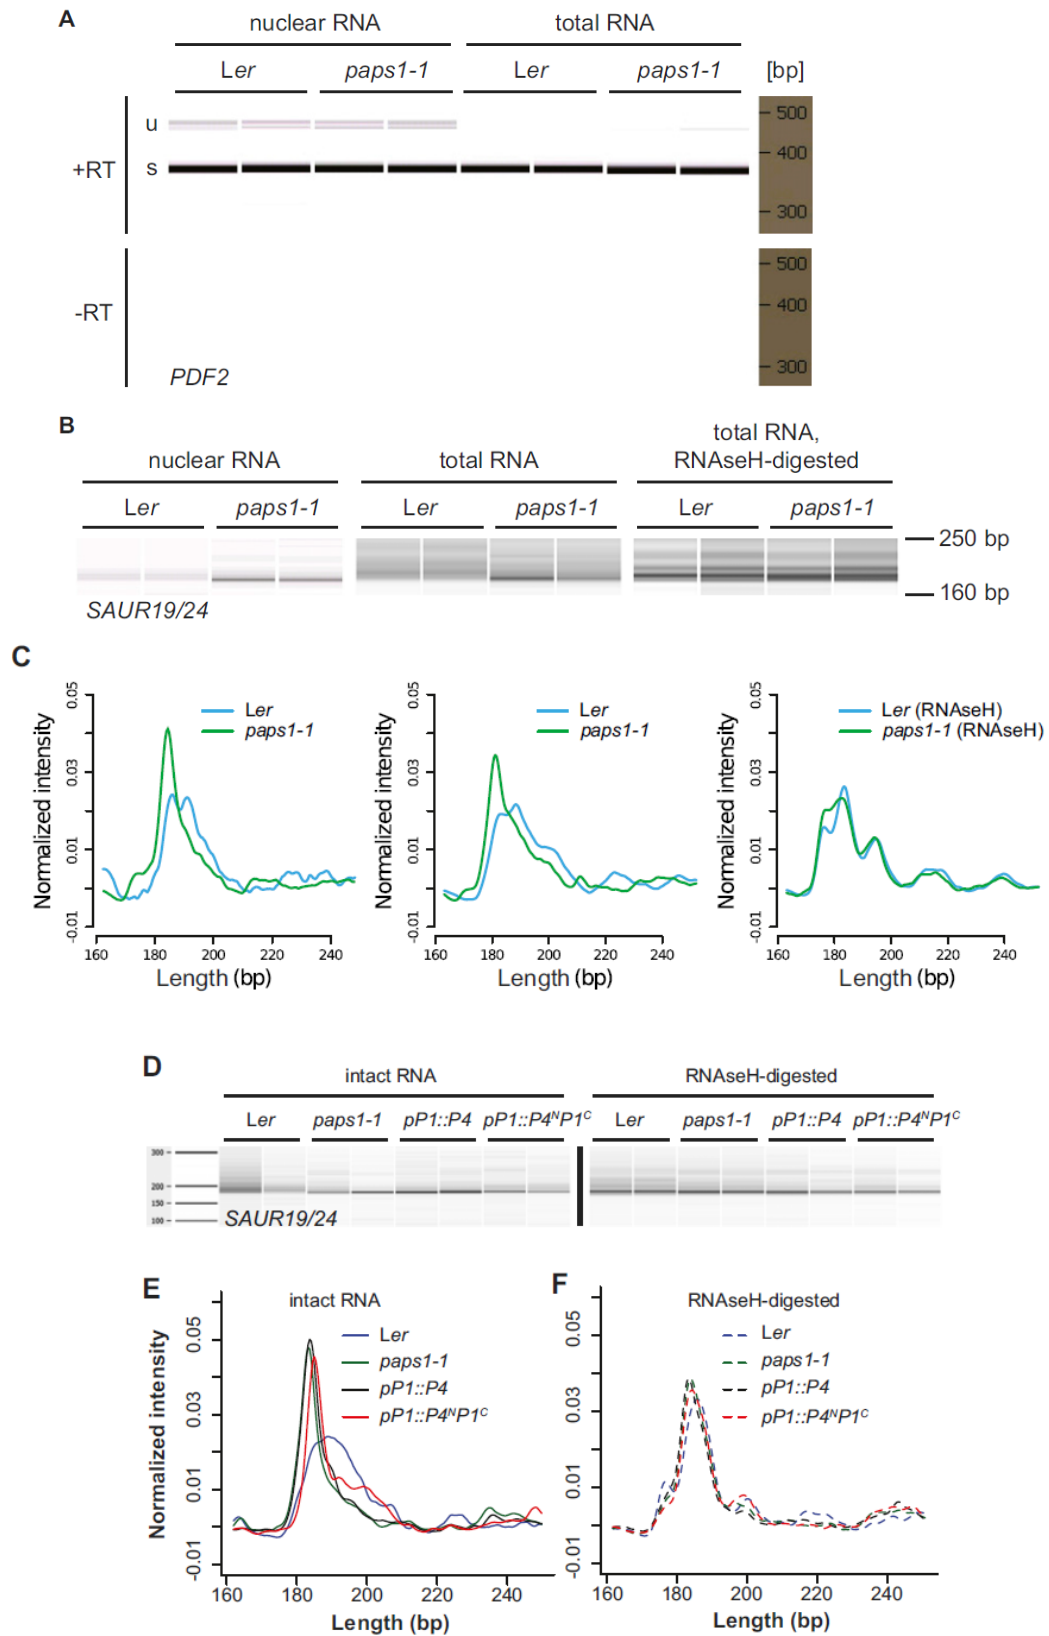 A
nuclear RNA total RNA
Ler paps1-1 Ler paps1-1 [bp]
u
+RT
s
500
400
300
-RT
500
400
300
PDF2
B
nuclear RNA total RNA total RNA, RNAseH-digested
Ler paps1-1 Ler paps1-1 Ler paps1-1
250 bp
160 bp
SAUR19/24
C
Normalized intensity
0.05
0.03
0.01
-0.01
Ler
paps1-1
160 180 200 220 240
Length (bp)
Normalized intensity
0.05
0.03
0.01
-0.01
Ler
paps1-1
160 180 200 220 240
Length (bp)
Normalized intensity
0.05
0.03
0.01
-0.01
Ler (RNAseH)
paps1-1 (RNAseH)
160 180 200 220 240
Length (bp)
D
intact RNA RNAseH-digested
Ler paps1-1 pP1::P4 pP1::P4ᴺP1ᶜ Ler paps1-1 pP1::P4 pP1::P4ᴺP1ᶜ
300
200
150
100
SAUR19/24
E
intact RNA
Normalized intensity
0.05
0.03
0.01
-0.01
Ler
paps1-1
pP1::P4
pP1::P4ᴺP1ᶜ
160 180 200 220 240
Length (bp)
F
RNAseH-digested
0.05
0.03
0.01
-0.01
Ler
paps1-1
pP1::P4
pP1::P4ᴺP1ᶜ
160 180 200 220 240
Length (bp)